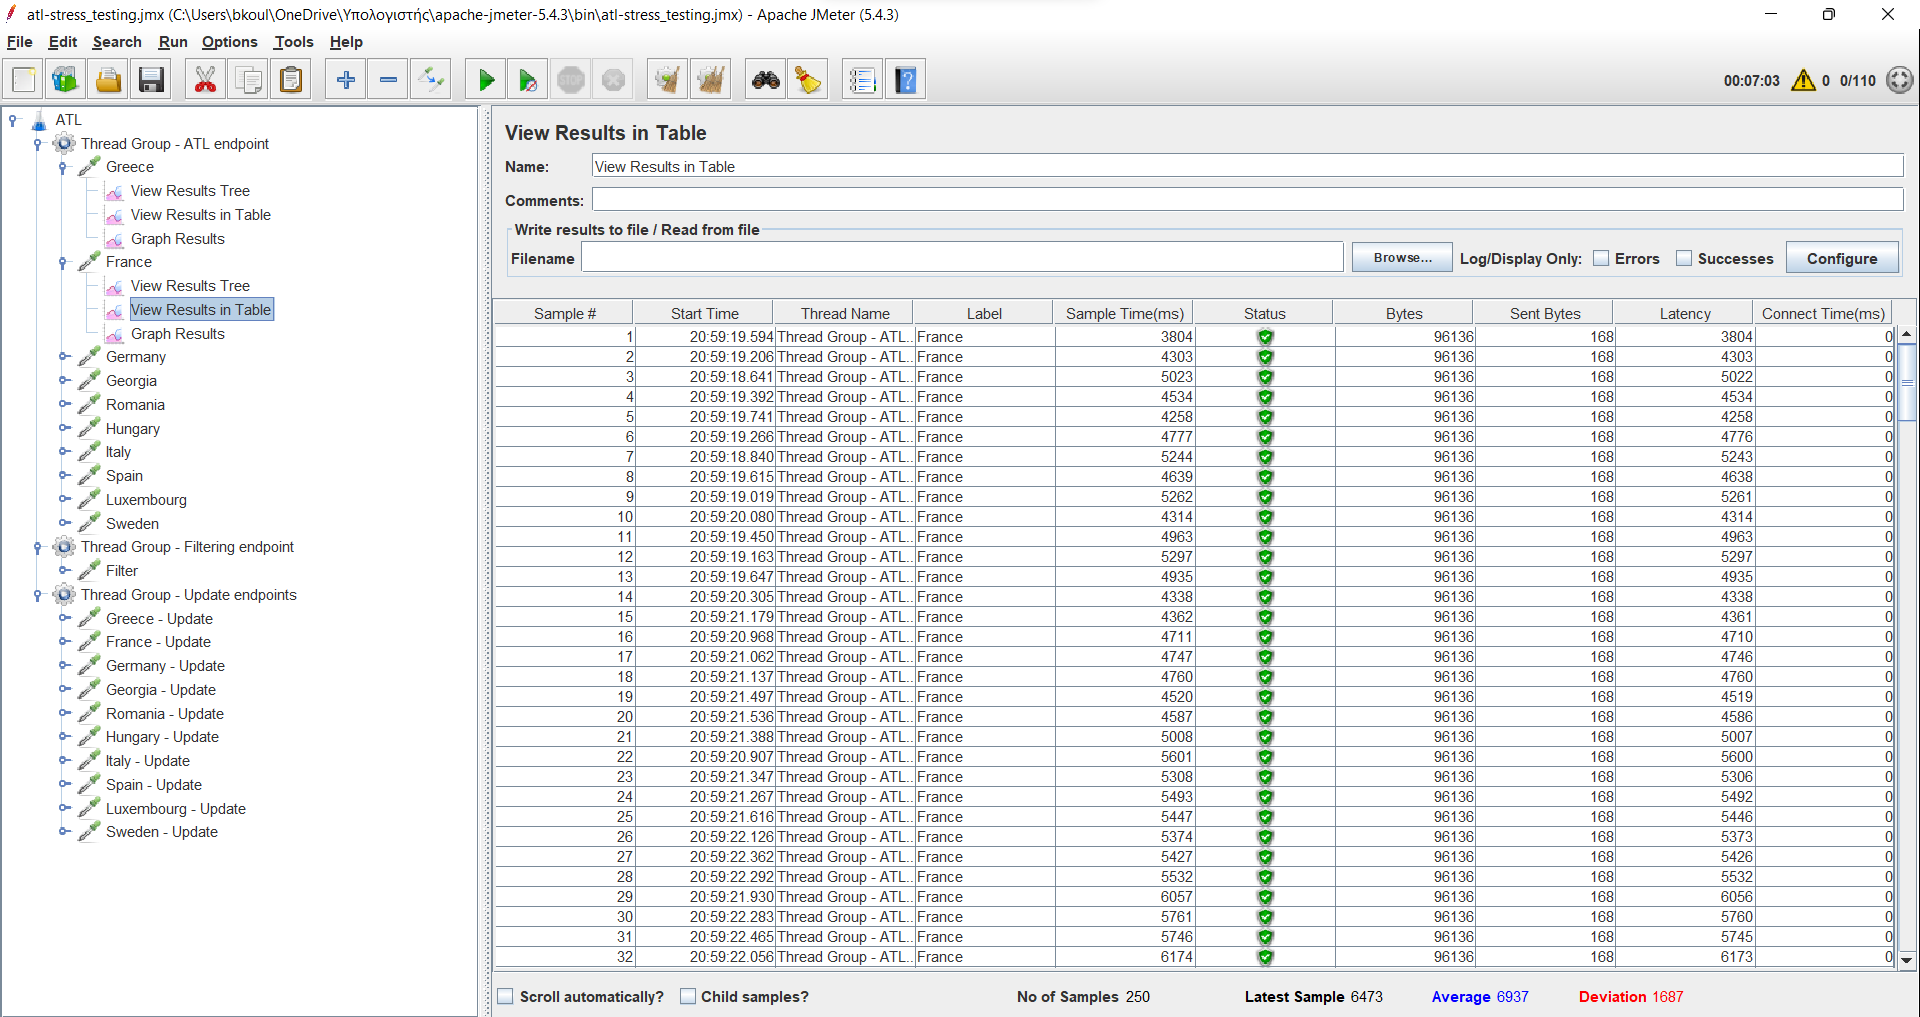 atl-stress_testing.jmx (C:\Users\bkoul\OneDrive\Υπολογιστής\apache-jmeter-5.4.3\bin\atl-stress_testing.jmx) - Apache JMeter (5.4.3)
File Edit Search Run Options Tools Help
STOP
00:07:03 0 0/110
ATL
Thread Group - ATL endpoint
Greece
View Results Tree
View Results in Table
Graph Results
France
View Results Tree
View Results in Table
Graph Results
Germany
Georgia
Romania
Hungary
Italy
Spain
Luxembourg
Sweden
Thread Group - Filtering endpoint
Filter
Thread Group - Update endpoints
Greece - Update
France - Update
Germany - Update
Georgia - Update
Romania - Update
Hungary - Update
Italy - Update
Spain - Update
Luxembourg - Update
Sweden - Update
View Results in Table
Name: View Results in Table
Comments:
Write results to file / Read from file
Filename Browse... Log/Display Only: Errors Successes Configure
Sample # Start Time Thread Name Label Sample Time(ms) Status Bytes Sent Bytes Latency Connect Time(ms)
1 20:59:19.594 Thread Group - ATL... France 3804 96136 168 3804 0
2 20:59:19.206 Thread Group - ATL... France 4303 96136 168 4303 0
3 20:59:18.641 Thread Group - ATL... France 5023 96136 168 5022 0
4 20:59:19.392 Thread Group - ATL... France 4534 96136 168 4534 0
5 20:59:19.741 Thread Group - ATL... France 4258 96136 168 4258 0
6 20:59:19.266 Thread Group - ATL... France 4777 96136 168 4776 0
7 20:59:18.840 Thread Group - ATL... France 5244 96136 168 5243 0
8 20:59:19.615 Thread Group - ATL... France 4639 96136 168 4638 0
9 20:59:19.019 Thread Group - ATL... France 5262 96136 168 5261 0
10 20:59:20.080 Thread Group - ATL... France 4314 96136 168 4314 0
11 20:59:19.450 Thread Group - ATL... France 4963 96136 168 4963 0
12 20:59:19.163 Thread Group - ATL... France 5297 96136 168 5297 0
13 20:59:19.647 Thread Group - ATL... France 4935 96136 168 4935 0
14 20:59:20.305 Thread Group - ATL... France 4338 96136 168 4338 0
15 20:59:21.179 Thread Group - ATL... France 4362 96136 168 4361 0
16 20:59:20.968 Thread Group - ATL... France 4711 96136 168 4710 0
17 20:59:21.062 Thread Group - ATL... France 4747 96136 168 4746 0
18 20:59:21.137 Thread Group - ATL... France 4760 96136 168 4760 0
19 20:59:21.497 Thread Group - ATL... France 4520 96136 168 4519 0
20 20:59:21.536 Thread Group - ATL... France 4587 96136 168 4586 0
21 20:59:21.388 Thread Group - ATL... France 5008 96136 168 5007 0
22 20:59:20.907 Thread Group - ATL... France 5601 96136 168 5600 0
23 20:59:21.347 Thread Group - ATL... France 5308 96136 168 5306 0
24 20:59:21.267 Thread Group - ATL... France 5493 96136 168 5492 0
25 20:59:21.616 Thread Group - ATL... France 5447 96136 168 5446 0
26 20:59:22.126 Thread Group - ATL... France 5374 96136 168 5373 0
27 20:59:22.362 Thread Group - ATL... France 5427 96136 168 5426 0
28 20:59:22.292 Thread Group - ATL... France 5532 96136 168 5532 0
29 20:59:21.930 Thread Group - ATL... France 6057 96136 168 6056 0
30 20:59:22.283 Thread Group - ATL... France 5761 96136 168 5760 0
31 20:59:22.465 Thread Group - ATL... France 5746 96136 168 5745 0
32 20:59:22.056 Thread Group - ATL... France 6174 96136 168 6173 0
Scroll automatically? Child samples? No of Samples 250 Latest Sample 6473 Average 6937 Deviation 1687